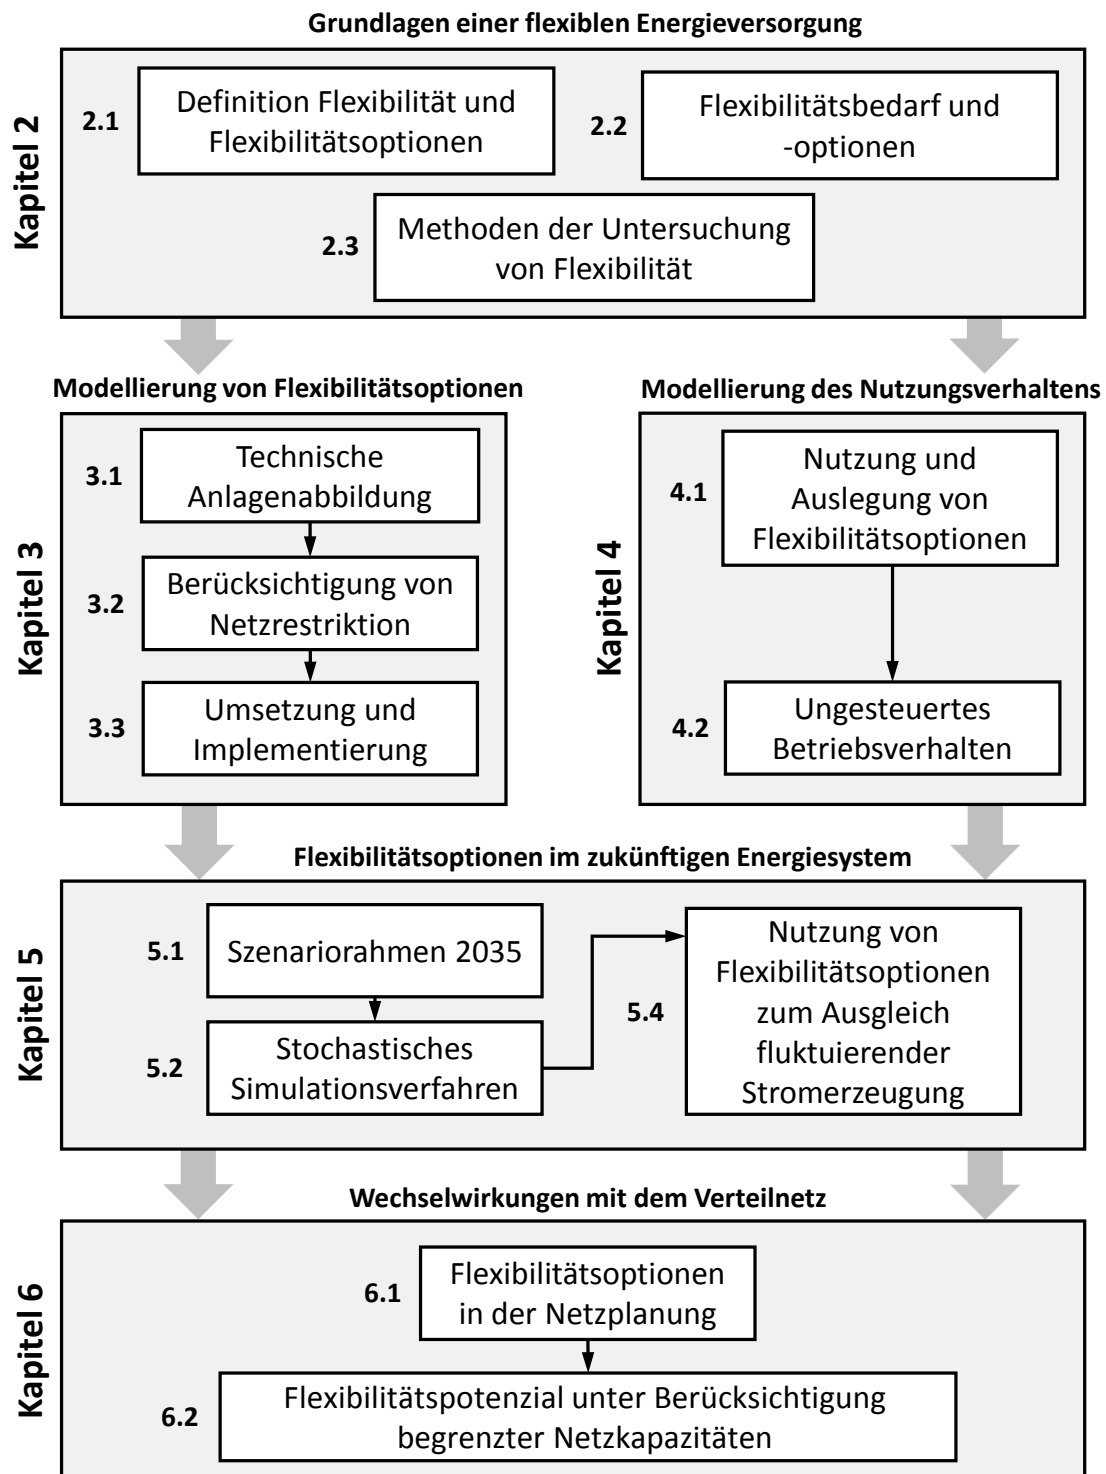 Grundlagen einer flexiblen Energieversorgung
Kapitel 2
2.1
Definition Flexibilität und
Flexibilitätsoptionen
2.2
Flexibilitätsbedarf und
-optionen
2.3
Methoden der Untersuchung
von Flexibilität
Modellierung von Flexibilitätsoptionen
Kapitel 3
3.1
Technische
Anlagenabbildung
3.2
Berücksichtigung von
Netzrestriktion
3.3
Umsetzung und
Implementierung
Modellierung des Nutzungsverhaltens
Kapitel 4
4.1
Nutzung und
Auslegung von
Flexibilitätsoptionen
4.2
Ungesteuertes
Betriebsverhalten
Flexibilitätsoptionen im zukünftigen Energiesystem
Kapitel 5
5.1
Szenariorahmen 2035
5.2
Stochastisches
Simulationsverfahren
5.4
Nutzung von
Flexibilitätsoptionen
zum Ausgleich
fluktuierender
Stromerzeugung
Wechselwirkungen mit dem Verteilnetz
Kapitel 6
6.1
Flexibilitätsoptionen
in der Netzplanung
6.2
Flexibilitätspotenzial unter Berücksichtigung
begrenzter Netzkapazitäten